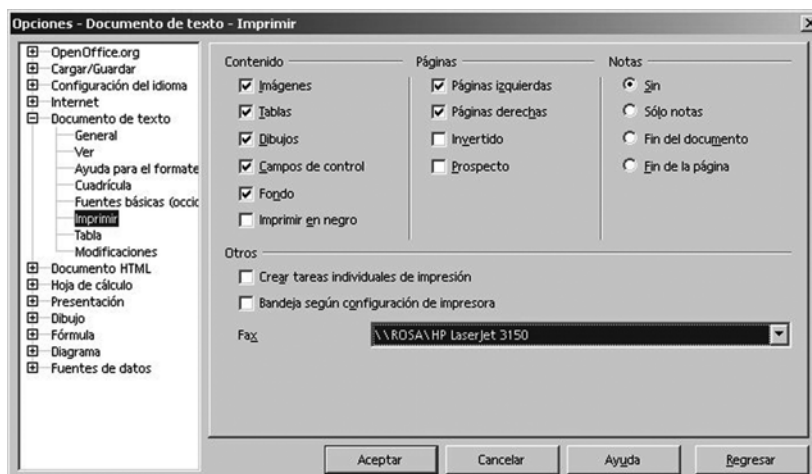 Opciones - Documento de texto - Imprimir
OpenOffice.org
Cargar/Guardar
Configuración del idioma
Internet
Documento de texto
General
Ver
Ayuda para el formate
Cuadrícula
Fuentes básicas (occid
Imprimir
Tabla
Modificaciones
Documento HTML
Hoja de cálculo
Presentación
Dibujo
Fórmula
Diagrama
Fuentes de datos
Contenido
Imágenes
Tablas
Dibujos
Campos de control
Fondo
Imprimir en negro
Páginas
Páginas izquierdas
Páginas derechas
Invertido
Prospecto
Notas
Sin
Sólo notas
Fin del documento
Fin de la página
Otros
Crear tareas individuales de impresión
Bandeja según configuración de impresora
Fax
\\ROSA\HP LaserJet 3150
Aceptar
Cancelar
Ayuda
Regresar